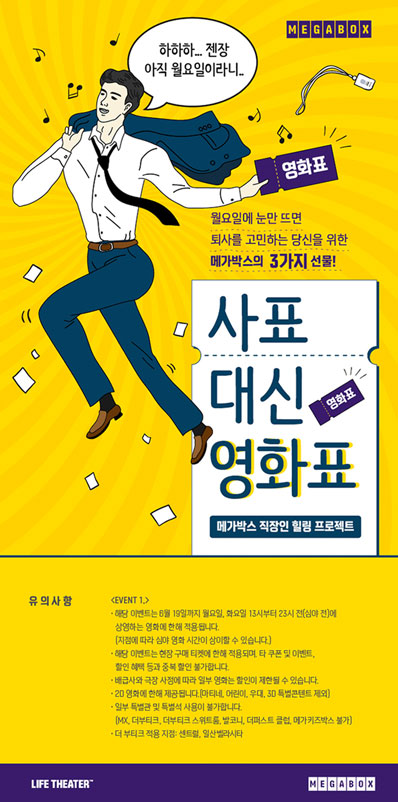 MEGABOX
하하하... 젠장
아직 월요일이라니..
영화표
월요일에 눈만 뜨면
퇴사를 고민하는 당신을 위한
메가박스의 3가지 선물!
사표
대신
영화표
영화표
메가박스 직장인 힐링 프로젝트
유의사항
<EVENT 1.>
· 해당 이벤트는 6월 19일까지 월요일, 화요일 13시부터 23시 전(심야 전)에
상영하는 영화에 한해 적용됩니다.
(지점에 따라 심야 영화 시간이 상이할 수 있습니다.)
· 해당 이벤트는 현장 구매 티켓에 한해 적용되며, 타 쿠폰 및 이벤트,
할인 혜택 등과 중복 할인 불가합니다.
· 배급사와 극장 사정에 따라 일부 영화는 할인이 제한될 수 있습니다.
· 2D 영화에 한해 제공됩니다.(마티네, 어린이, 우대, 3D 특별콘텐트 제외)
· 일부 특별관 및 특별석 사용이 불가합니다.
(MX, 더부티크, 더부티크 스위트룸, 발코니, 더퍼스트 클럽, 메가키즈박스 불가)
· 더 부티크 적용 지점: 센트럴, 일산벨라시타
LIFE THEATER™
MEGABOX